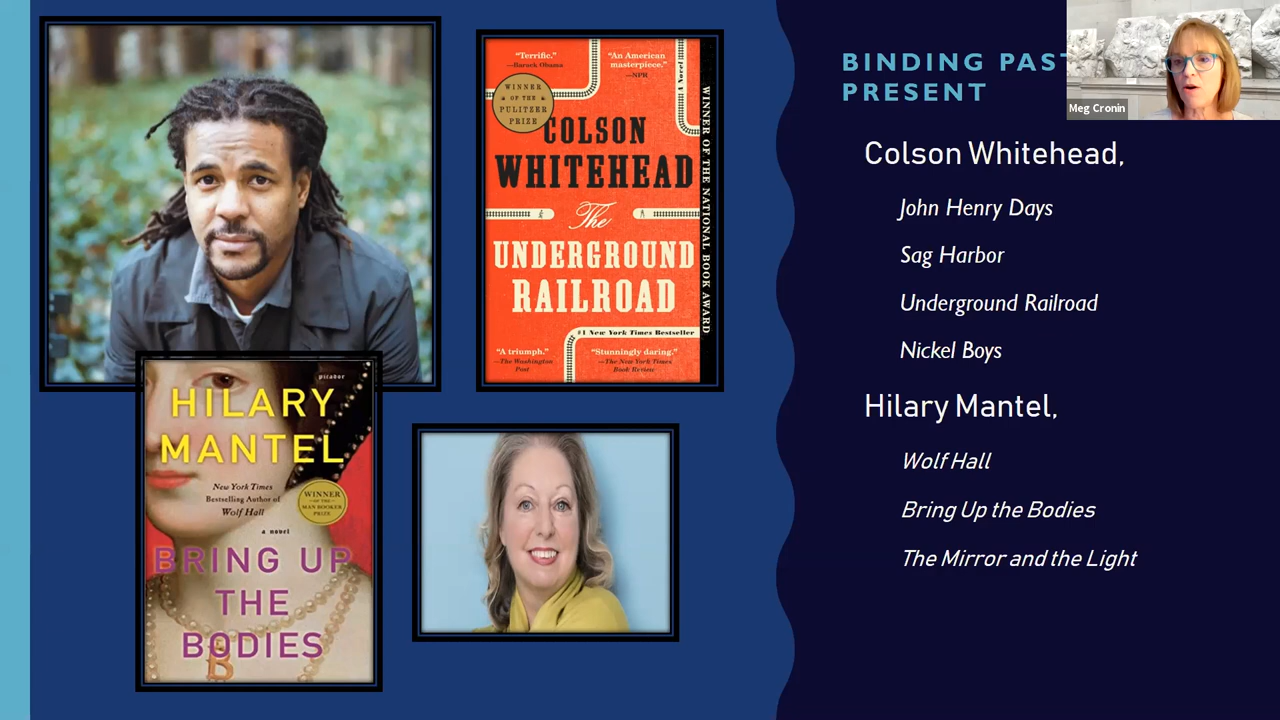 "Terrific."
—Barack Obama
"An American
masterpiece."
—NPR
A Novel
WINNER
OF THE
PULITZER
PRIZE
COLSON
WHITEHEAD
The
UNDERGROUND
RAILROAD
WINNER OF THE NATIONAL BOOK AWARD
#1 New York Times Bestseller
"A triumph."
—The Washington
Post
"Stunningly daring."
—The New York Times
Book Review
picador
HILARY
MANTEL
New York Times
Bestselling Author of
Wolf Hall
WINNER
OF THE
MAN BOOKER
PRIZE
a novel
BRING UP
THE
BODIES
B
BINDING PAST
PRESENT
Meg Cronin
Colson Whitehead,
John Henry Days
Sag Harbor
Underground Railroad
Nickel Boys
Hilary Mantel,
Wolf Hall
Bring Up the Bodies
The Mirror and the Light